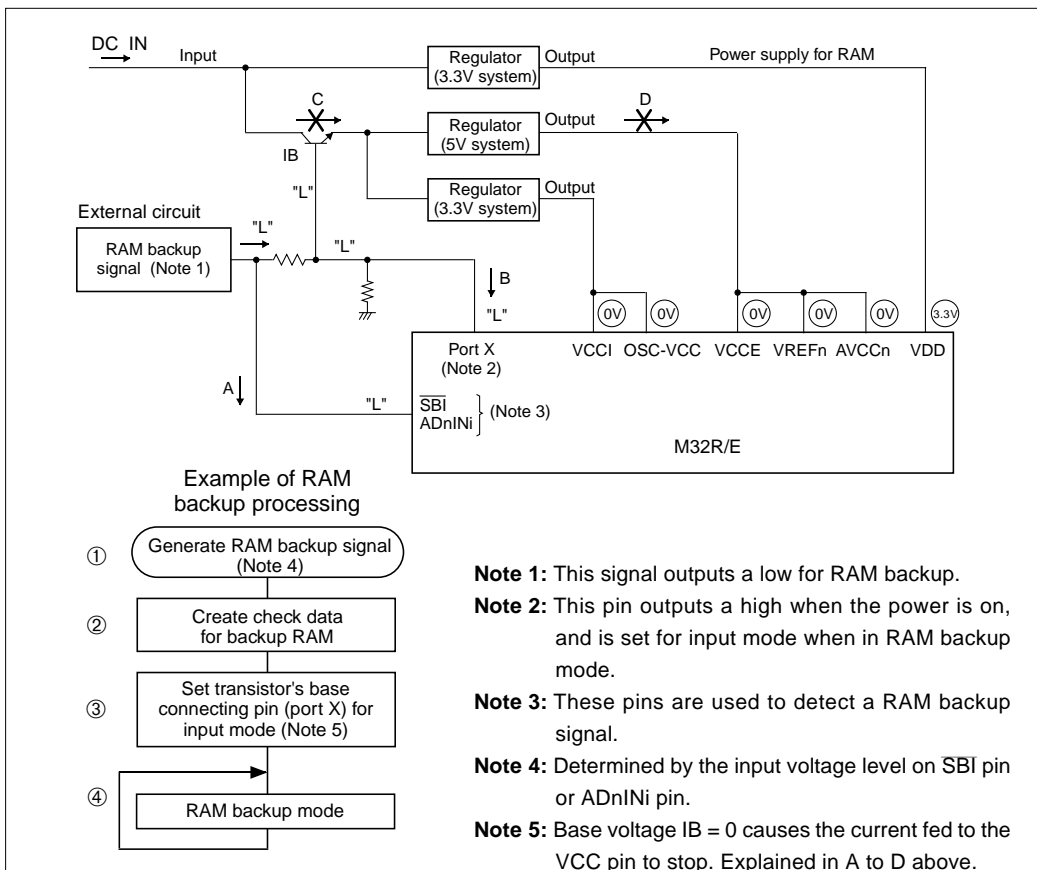 DC IN
Input
Regulator
(3.3V system)
Output
Power supply for RAM
C
Regulator
(5V system)
Output
D
IB
"L"
Regulator
(3.3V system)
Output
External circuit
RAM backup
signal (Note 1)
"L"
"L"
B
"L"
0V
0V
0V
0V
0V
3.3V
Port X
(Note 2)
VCCI OSC-VCC VCCE VREFn AVCCn VDD
A
"L"
SBI
ADnINi
(Note 3)
M32R/E
Example of RAM
backup processing
①
Generate RAM backup signal
(Note 4)
②
Create check data
for backup RAM
③
Set transistor's base
connecting pin (port X) for
input mode (Note 5)
④
RAM backup mode
Note 1: This signal outputs a low for RAM backup.
Note 2: This pin outputs a high when the power is on,
and is set for input mode when in RAM backup
mode.
Note 3: These pins are used to detect a RAM backup
signal.
Note 4: Determined by the input voltage level on SBI pin
or ADnINi pin.
Note 5: Base voltage IB = 0 causes the current fed to the
VCC pin to stop. Explained in A to D above.